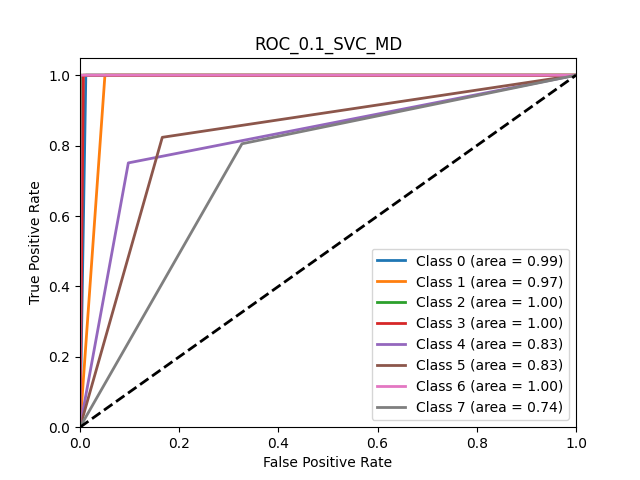 ROC_0.1_SVC_MD
True Positive Rate
1.0
0.8
0.6
0.4
0.2
0.0
Class 0 (area = 0.99)
Class 1 (area = 0.97)
Class 2 (area = 1.00)
Class 3 (area = 1.00)
Class 4 (area = 0.83)
Class 5 (area = 0.83)
Class 6 (area = 1.00)
Class 7 (area = 0.74)
0.0 0.2 0.4 0.6 0.8 1.0
False Positive Rate